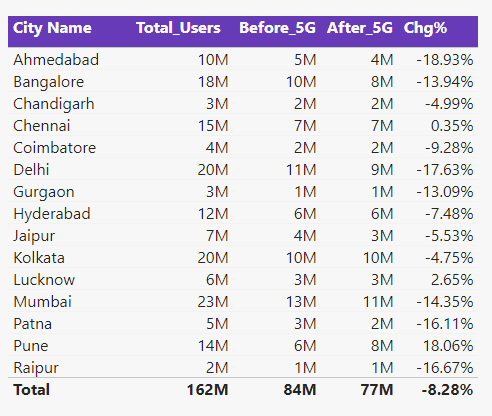 City Name Total_Users Before_5G After_5G Chg%
Ahmedabad 10M 5M 4M -18.93%
Bangalore 18M 10M 8M -13.94%
Chandigarh 3M 2M 2M -4.99%
Chennai 15M 7M 7M 0.35%
Coimbatore 4M 2M 2M -9.28%
Delhi 20M 11M 9M -17.63%
Gurgaon 3M 1M 1M -13.09%
Hyderabad 12M 6M 6M -7.48%
Jaipur 7M 4M 3M -5.53%
Kolkata 20M 10M 10M -4.75%
Lucknow 6M 3M 3M 2.65%
Mumbai 23M 13M 11M -14.35%
Patna 5M 3M 2M -16.11%
Pune 14M 6M 8M 18.06%
Raipur 2M 1M 1M -16.67%
Total 162M 84M 77M -8.28%